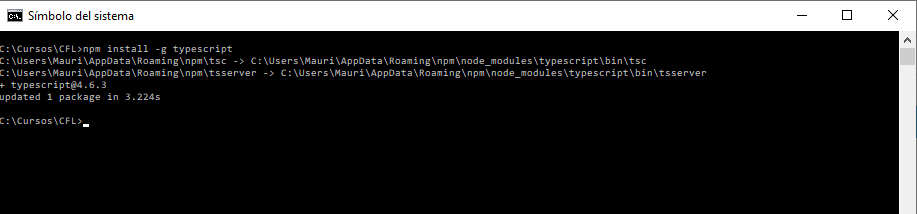 Símbolo del sistema
C:\Cursos\CFL>npm install -g typescript
C:\Users\Mauri\AppData\Roaming\npm\tsc -> C:\Users\Mauri\AppData\Roaming\npm\node_modules\typescript\bin\tsc
C:\Users\Mauri\AppData\Roaming\npm\tsserver -> C:\Users\Mauri\AppData\Roaming\npm\node_modules\typescript\bin\tsserver
+ typescript@4.6.3
updated 1 package in 3.224s
C:\Cursos\CFL>